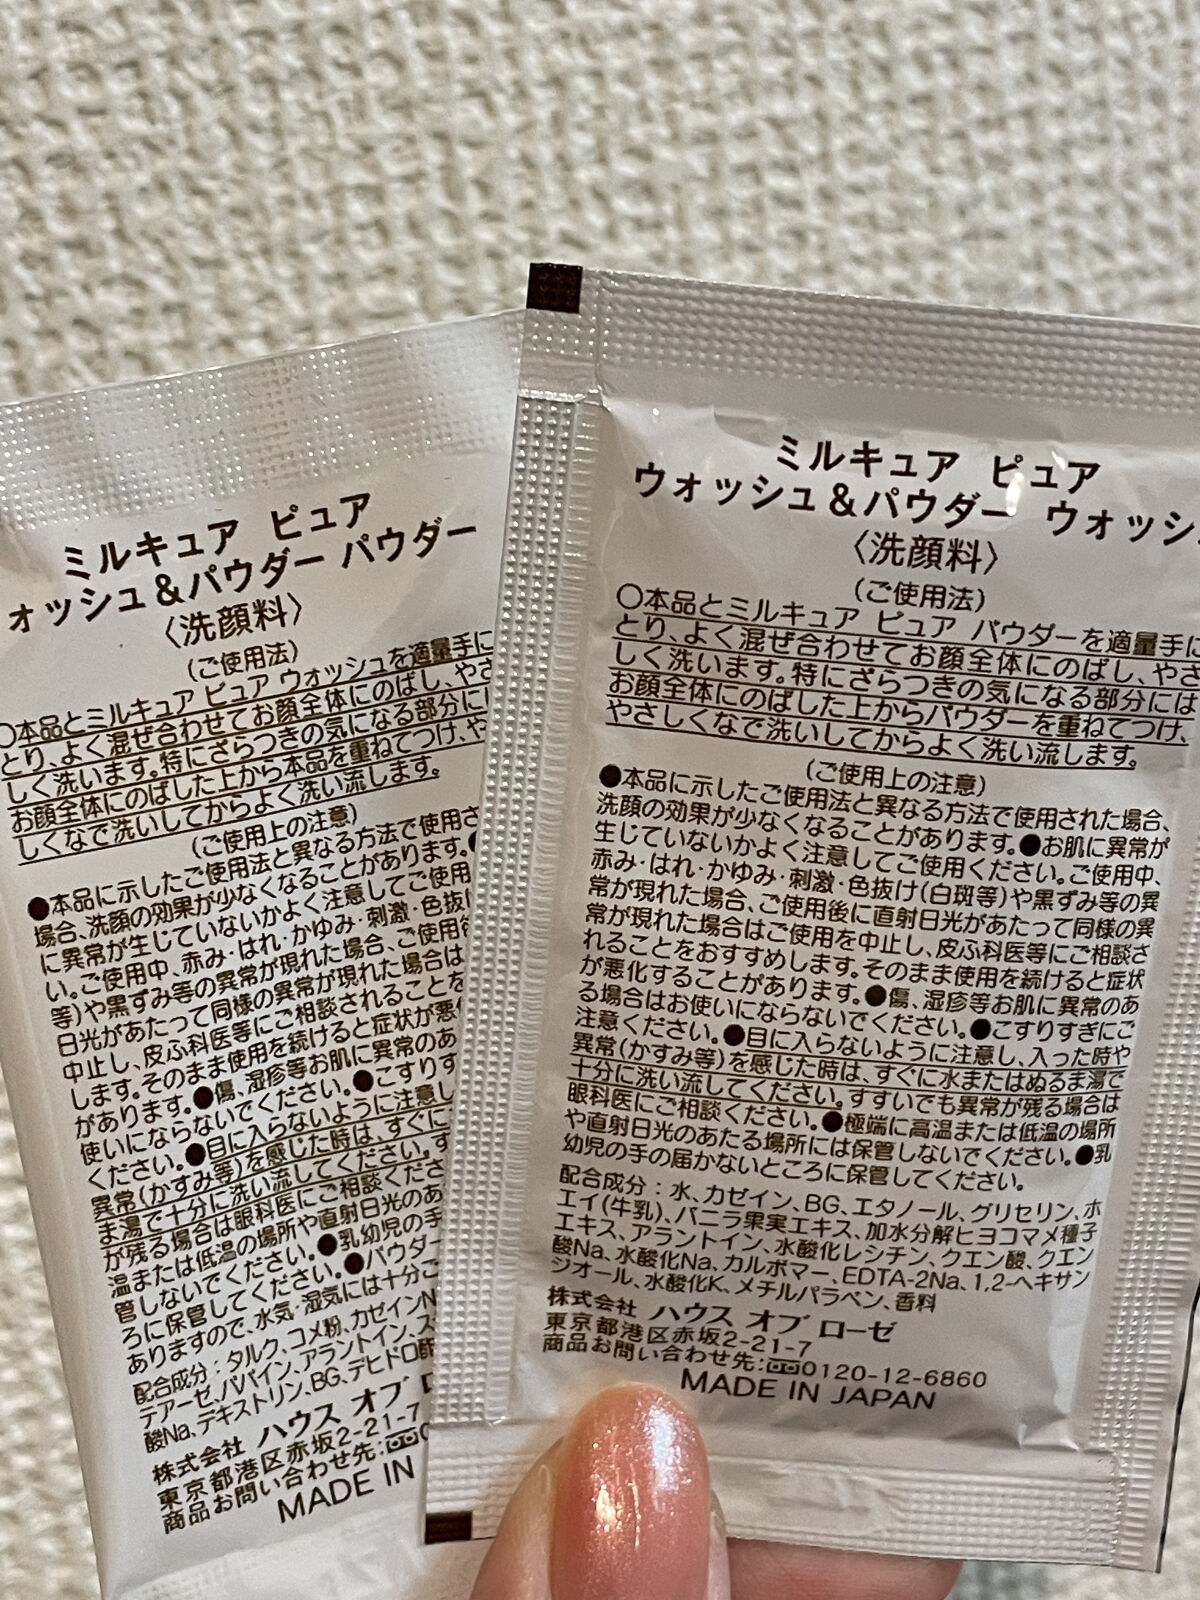 ミルキュア ピュア
ォッシュ&パウダー パウダー
〈洗顔料〉
(ご使用法)
○本品とミルキュア ピュア ウォッシュを適量手に
とり、よく混ぜ合わせてお顔全体にのばし、やさ
しく洗います。特にざらつきの気になる部分には
お顔全体にのばした上から本品を重ねてつけ、や
しくなで洗いしてからよく洗い流します。
(ご使用上の注意)
●本品に示したご使用法と異なる方法で使用さ
場合、洗顔の効果が少なくなることがあります。●
に異常が生じていないかよく注意してご使用
い。ご使用中、赤み・はれ・かゆみ・刺激・色抜け
等)や黒ずみ等の異常が現れた場合、ご使用後
日光があたって同様の異常が現れた場合は
中止し、皮ふ科医等にご相談されることを
します。そのまま使用を続けると症状が悪
があります。●傷、湿疹等お肌に異常のあ
使いにならないでください。●こすりす
ください。●目に入らないように注意し
異常(かすみ等)を感じた時は、すぐに
ま湯で十分に洗い流してください。す
が残る場合は眼科医にご相談くださ
温または低温の場所や直射日光のあ
管しないでください。●乳幼児の手
ろに保管してください。●パウダー
ありますので、水気・湿気には十分ご
配合成分:タルク、コメ粉、カゼインN
テアーゼ、パパイン、アラントイン、ス
酸Na、デキストリン、BG、デヒドロ酢
株式会社 ハウス オブ ロ
東京都港区赤坂2-21-7
商品お問い合わせ先:
MADE IN
ミルキュア ピュア
ウォッシュ&パウダー ウォッシ
〈洗顔料〉
(ご使用法)
○本品とミルキュア ピュア パウダーを適量手に
とり、よく混ぜ合わせてお顔全体にのばし、やさ
しく洗います。特にざらつきの気になる部分には
お顔全体にのばした上からパウダーを重ねてつけ、
やさしくなで洗いしてからよく洗い流します。
(ご使用上の注意)
●本品に示したご使用法と異なる方法で使用された場合、
洗顔の効果が少なくなることがあります。●お肌に異常が
生じていないかよく注意してご使用ください。ご使用中、
赤み・はれ・かゆみ・刺激・色抜け(白斑等)や黒ずみ等の異
常が現れた場合、ご使用後に直射日光があたって同様の異
常が現れた場合はご使用を中止し、皮ふ科医等にご相談さ
れることをおすすめします。そのまま使用を続けると症状
が悪化することがあります。●傷、湿疹等お肌に異常のあ
る場合はお使いにならないでください。●こすりすぎにご
注意ください。●目に入らないように注意し、入った時や
異常(かすみ等)を感じた時は、すぐに水またはぬるま湯で
十分に洗い流してください。すすいでも異常が残る場合は
眼科医にご相談ください。●極端に高温または低温の場所
や直射日光のあたる場所には保管しないでください。●乳
幼児の手の届かないところに保管してください。
配合成分:水、カゼイン、BG、エタノール、グリセリン、ホ
エイ(牛乳)、バニラ果実エキス、加水分解ヒヨコマメ種子
エキス、アラントイン、水酸化レシチン、クエン酸、クエン
酸Na、水酸化Na、カルボマー、EDTA-2Na、1,2-ヘキサン
ジオール、水酸化K、メチルパラベン、香料
株式会社 ハウス オブ ローゼ
東京都港区赤坂2-21-7
商品お問い合わせ先:0120-12-6860
MADE IN JAPAN